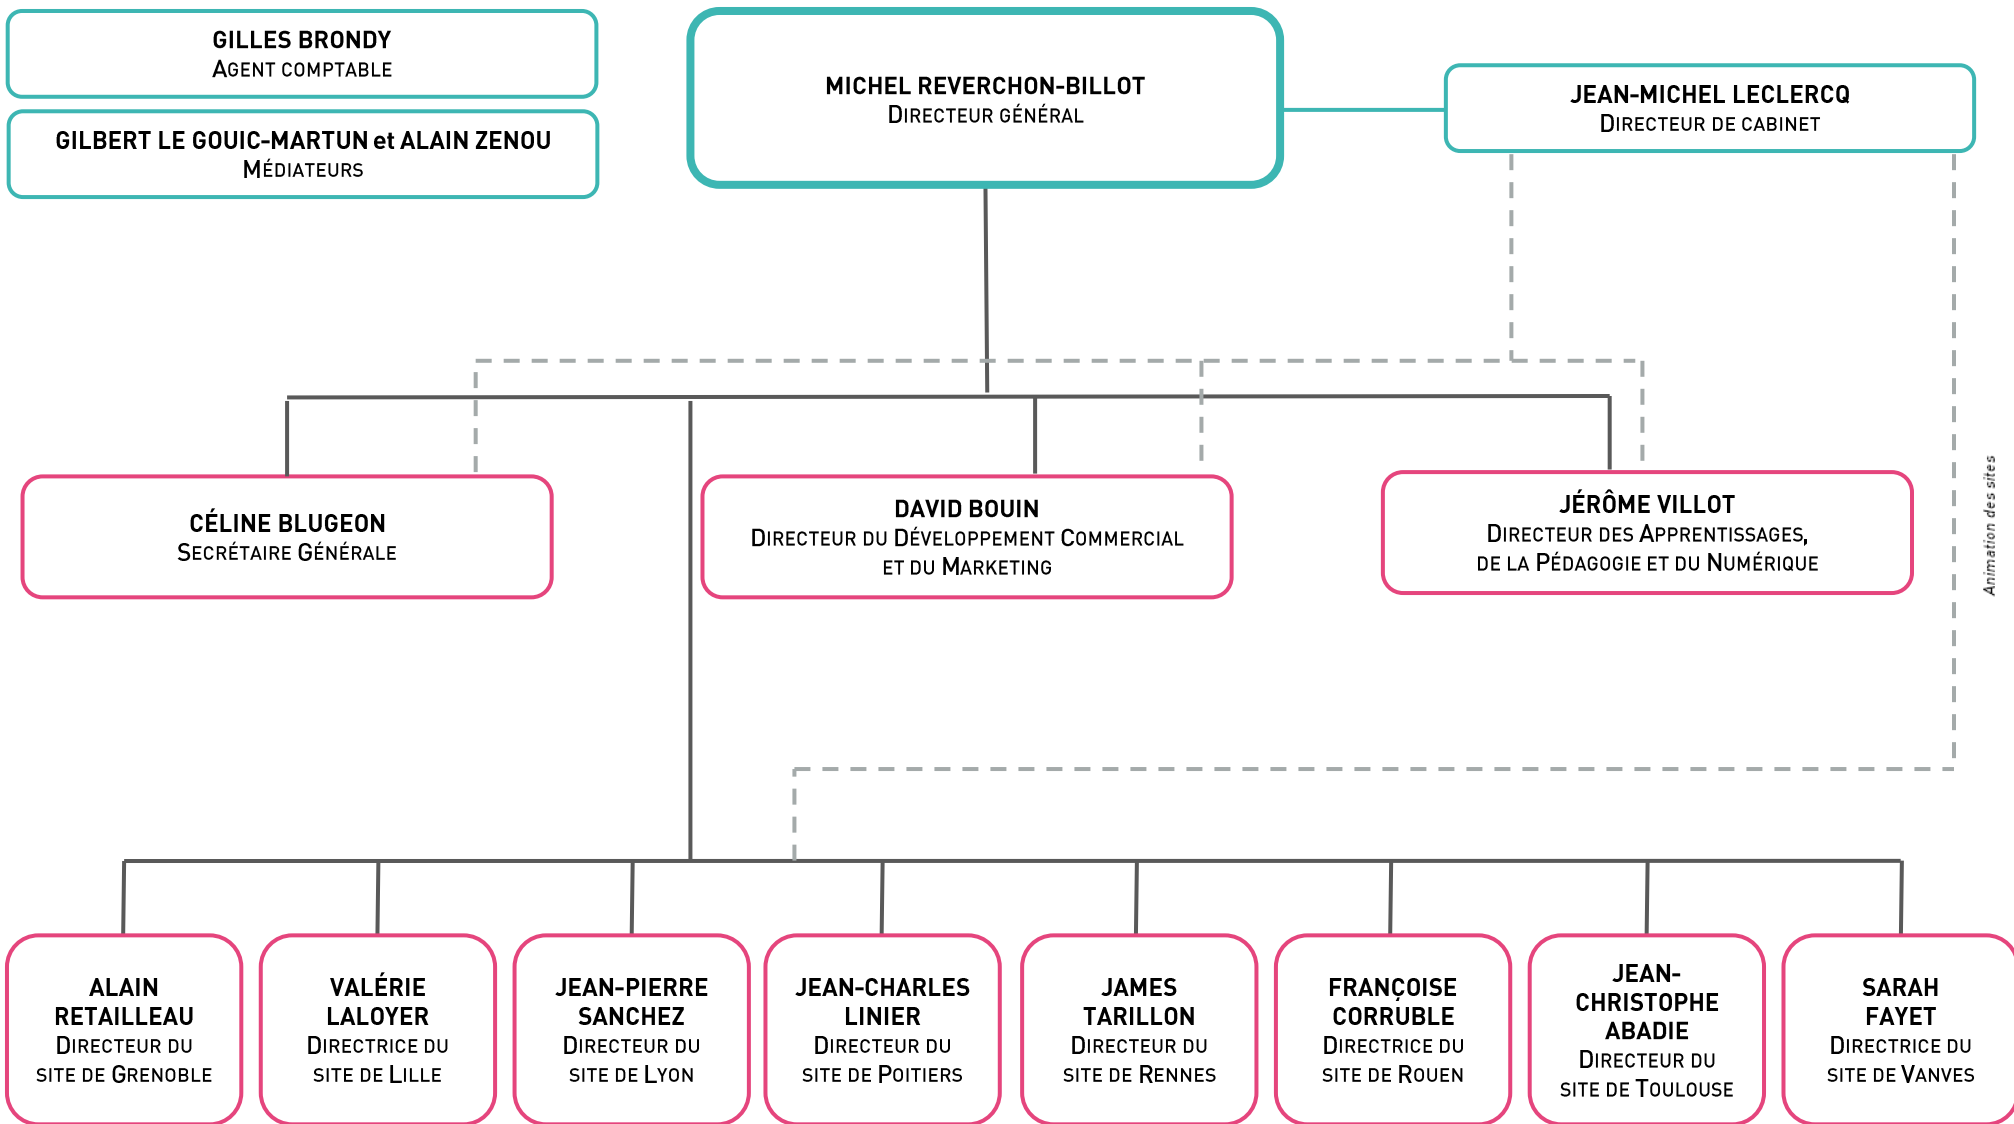 GILLES BRONDY
AGENT COMPTABLE
GILBERT LE GOUIC-MARTUN et ALAIN ZENOU
MÉDIATEURS
MICHEL REVERCHON-BILLOT
DIRECTEUR GÉNÉRAL
JEAN-MICHEL LECLERCQ
DIRECTEUR DE CABINET
CÉLINE BLUGEON
SECRÉTAIRE GÉNÉRALE
DAVID BOUIN
DIRECTEUR DU DÉVELOPPEMENT COMMERCIAL
ET DU MARKETING
JÉRÔME VILLOT
DIRECTEUR DES APPRENTISSAGES,
DE LA PÉDAGOGIE ET DU NUMÉRIQUE
Animation des sites
ALAIN
RETAILLEAU
DIRECTEUR DU
SITE DE GRENOBLE
VALÉRIE
LALOYER
DIRECTRICE DU
SITE DE LILLE
JEAN-PIERRE
SANCHEZ
DIRECTEUR DU
SITE DE LYON
JEAN-CHARLES
LINIER
DIRECTEUR DU
SITE DE POITIERS
JAMES
TARILLON
DIRECTEUR DU
SITE DE RENNES
FRANÇOISE
CORRUBLE
DIRECTRICE DU
SITE DE ROUEN
JEAN-
CHRISTOPHE
ABADIE
DIRECTEUR DU
SITE DE TOULOUSE
SARAH
FAYET
DIRECTRICE DU
SITE DE VANVES